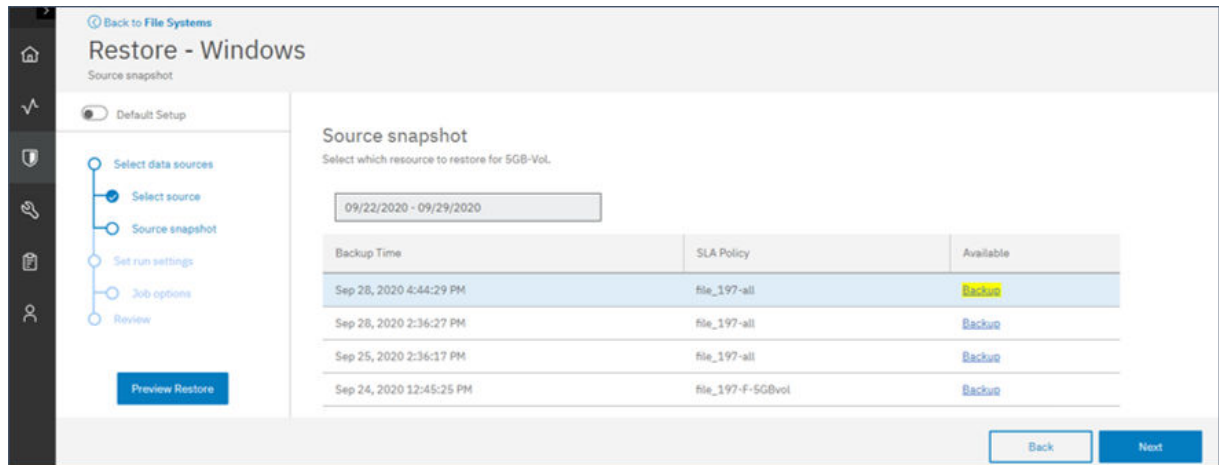 Back to File Systems
Restore - Windows
Source snapshot
Default Setup
Select data sources
Select source
Source snapshot
Set run settings
Job options
Review
Preview Restore
Source snapshot
Select which resource to restore for 5GB-Vol.
09/22/2020 - 09/29/2020
Backup Time SLA Policy Available
Sep 28, 2020 4:44:29 PM file_197-all Backup
Sep 28, 2020 2:36:27 PM file_197-all Backup
Sep 25, 2020 2:36:17 PM file_197-all Backup
Sep 24, 2020 12:45:25 PM file_197-F-5GBvol Backup
Back Next